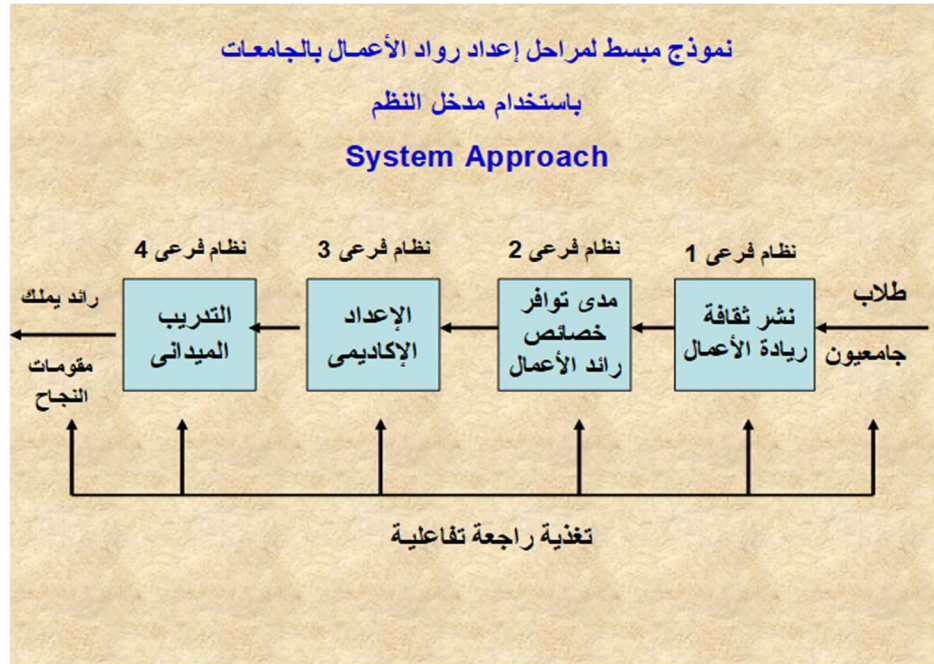 نموذج مبسط لمراحل إعداد رواد الأعمال بالجامعات
باستخدام مدخل النظم
System Approach
نظام فرعى 1
نظام فرعى 2
نظام فرعى 3
نظام فرعى 4
طلاب
جامعيون
نشر ثقافة
ريادة الأعمال
مدى توافر
خصائص
رائد الأعمال
الإعداد
الإكاديمى
التدريب
الميدانى
رائد يملك
مقومات
النجاح
تغذية راجعة تفاعلية